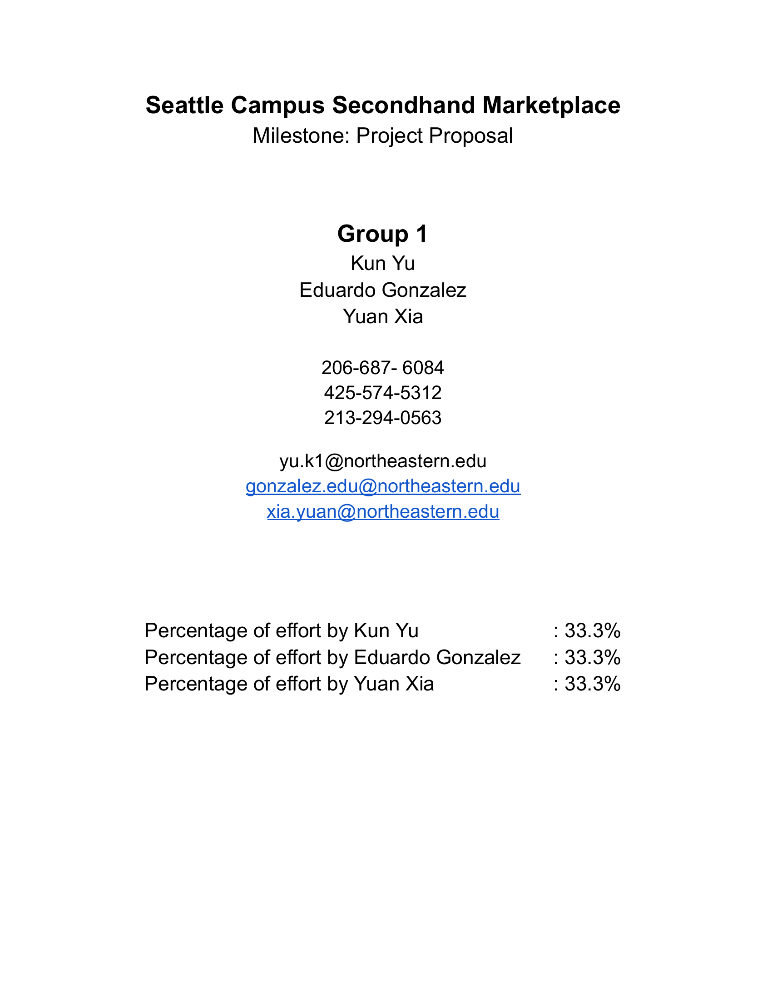 Seattle Campus Secondhand Marketplace
Milestone: Project Proposal
Group 1
Kun Yu
Eduardo Gonzalez
Yuan Xia
206-687- 6084
425-574-5312
213-294-0563
yu.k1@northeastern.edu
gonzalez.edu@northeastern.edu
xia.yuan@northeastern.edu
Percentage of effort by Kun Yu : 33.3%
Percentage of effort by Eduardo Gonzalez : 33.3%
Percentage of effort by Yuan Xia : 33.3%